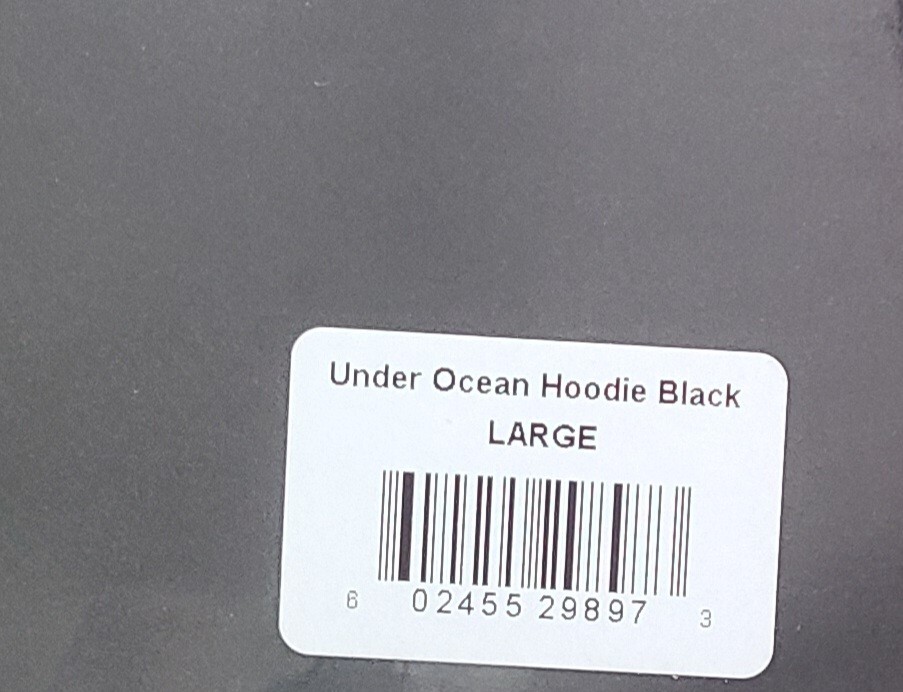 Under Ocean Hoodie Black
LARGE
6 02455 29897 3